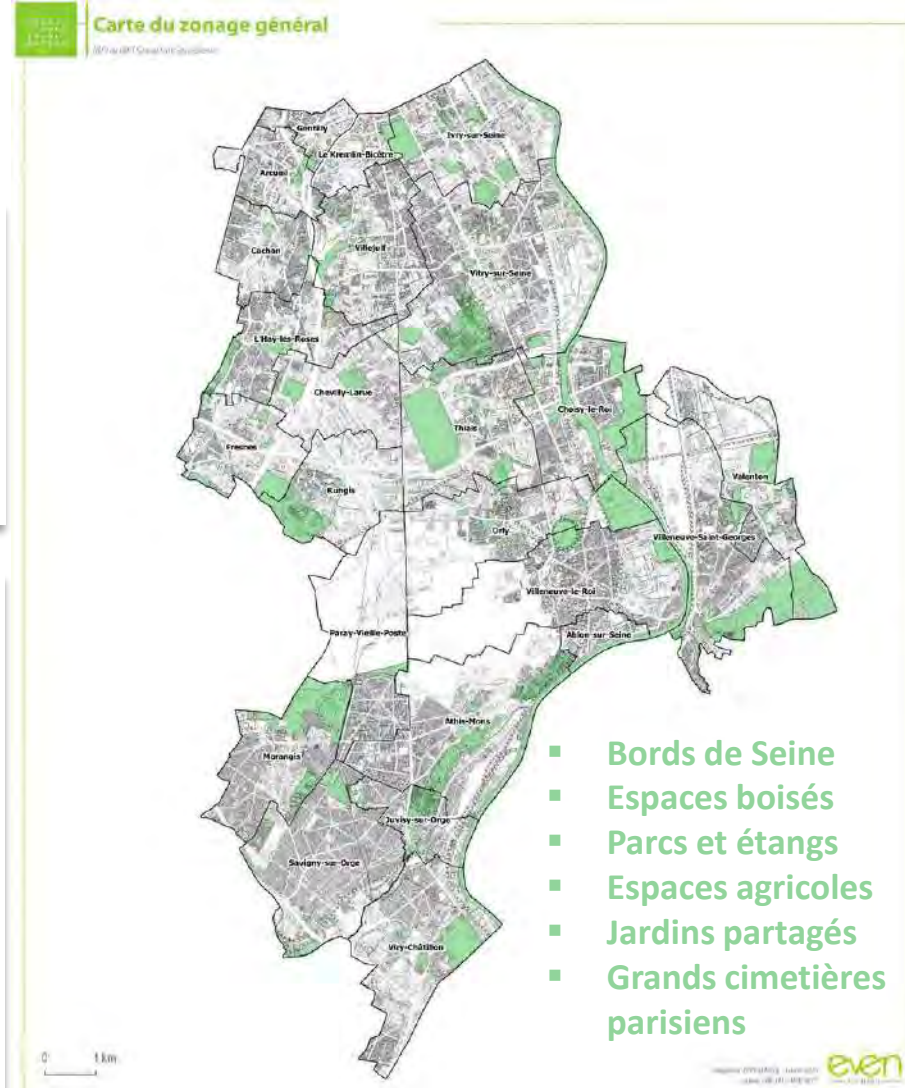 Carte du zonage général
Gentilly
Ivry-sur-Seine
Le Kremlin-Bicêtre
Arcueil
Cachan
Villejuif
Vitry-sur-Seine
L'Hay-les-Roses
Chevilly-Larue
Choisy-le-Roi
Thiais
Fresnes
Rungis
Valenton
Orly
Villeneuve-Saint-Georges
Villeneuve-le-Roi
Paray-Vieille-Poste
Ablon-sur-Seine
Athis-Mons
Morangis
Juvisy-sur-Orge
Savigny-sur-Orge
Viry-Châtillon
▪ Bords de Seine
▪ Espaces boisés
▪ Parcs et étangs
▪ Espaces agricoles
▪ Jardins partagés
▪ Grands cimetières
parisiens
0 1 km
even